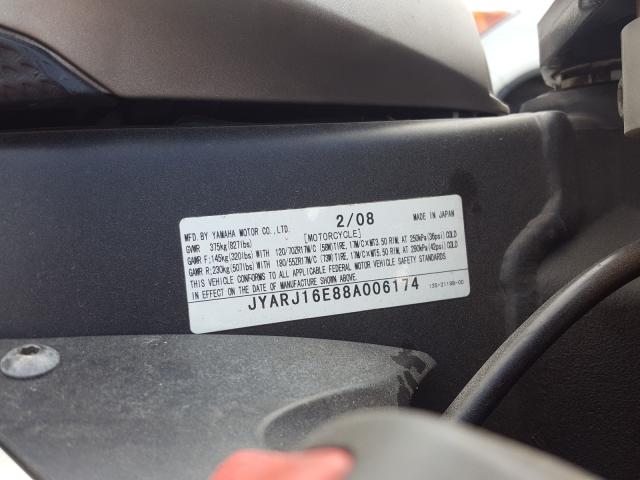 MFD.BY YAMAHA MOTOR CO.,LTD. 2/08 MADE IN JAPAN
GVWR 375kg(827lbs) [MOTORCYCLE]
GAWR F:145kg(320lbs) WITH 120/70ZR17M/C (58W)TIRE, 17M/C×MT3.50 RIM, AT 250kPa(36psi) COLD
GAWR R:230kg(507lbs) WITH 180/55ZR17M/C (73W)TIRE, 17M/C×MT5.50 RIM, AT 290kPa(42psi) COLD
THIS VEHICLE CONFORMS TO ALL APPLICABLE FEDERAL MOTOR VEHICLE SAFETY STANDARDS
IN EFFECT ON THE DATE OF MANUFACTURE SHOWN ABOVE.
JYARJ16E88A006174 13S-2119B-00